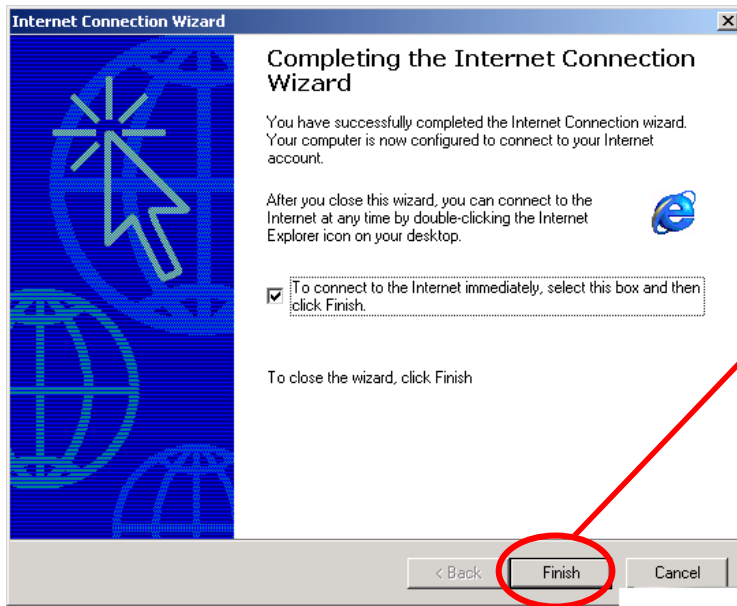 Internet Connection Wizard
Completing the Internet Connection
Wizard
You have successfully completed the Internet Connection wizard.
Your computer is now configured to connect to your Internet
account.
After you close this wizard, you can connect to the
Internet at any time by double-clicking the Internet
Explorer icon on your desktop.
To connect to the Internet immediately, select this box and then
click Finish.
To close the wizard, click Finish
< Back Finish Cancel